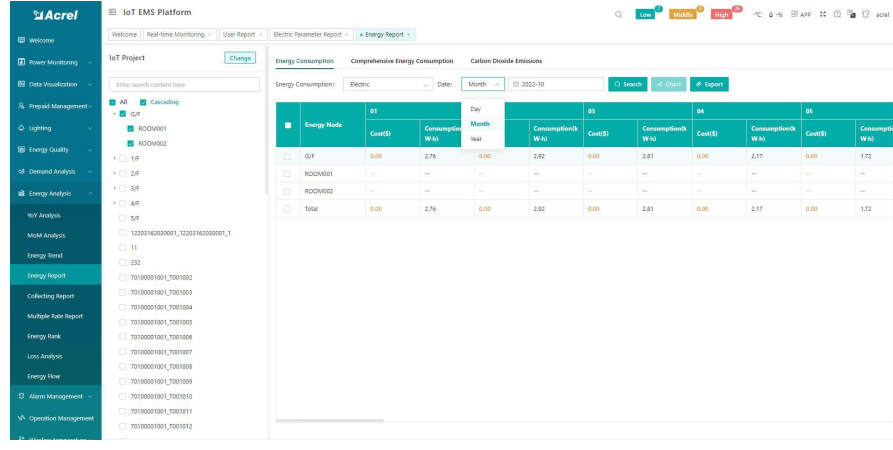 Acrel
IoT EMS Platform
Low 2 Middle 0 High 26 -℃ -% APP acrel
Welcome Real-time Monitoring × User Report × Electric Parameter Report × Energy Report ×
Welcome
Power Monitoring
Data Visualization
Prepaid Management
Lighting
Energy Quality
Demand Analysis
Energy Analysis
YoY Analysis
MoM Analysis
Energy Trend
Energy Report
Collecting Report
Multiple Rate Report
Energy Rank
Loss Analysis
Energy Flow
Alarm Management
Operation Management
IoT Project Change
Enter search content here
All Cascading
G/F
ROOM001
ROOM002
1/F
2/F
3/F
4/F
5/F
12203162030001_12203162030001_1
11
232
70100001001_T001002
70100001001_T001003
70100001001_T001004
70100001001_T001005
70100001001_T001006
70100001001_T001007
70100001001_T001008
70100001001_T001009
70100001001_T001010
70100001001_T001011
70100001001_T001012
Energy Consumption Comprehensive Energy Consumption Carbon Dioxide Emissions
Energy Consumption: Electric Date: Month 2022-10 Search Chart Export
Day
Month
Year
01 03 04 05
Energy Node Cost($) Consumption(k W·h) Consumption(k W·h) Cost($) Consumption(k W·h) Cost($) Consumption(k W·h) Cost($) Consumpti W·h)
G/F 0.00 2.76 0.00 2.92 0.00 2.81 0.00 2.17 0.00 1.72
ROOM001 -- -- -- -- -- -- -- -- -- --
ROOM002 -- -- -- -- -- -- -- -- -- --
Total 0.00 2.76 0.00 2.92 0.00 2.81 0.00 2.17 0.00 1.72